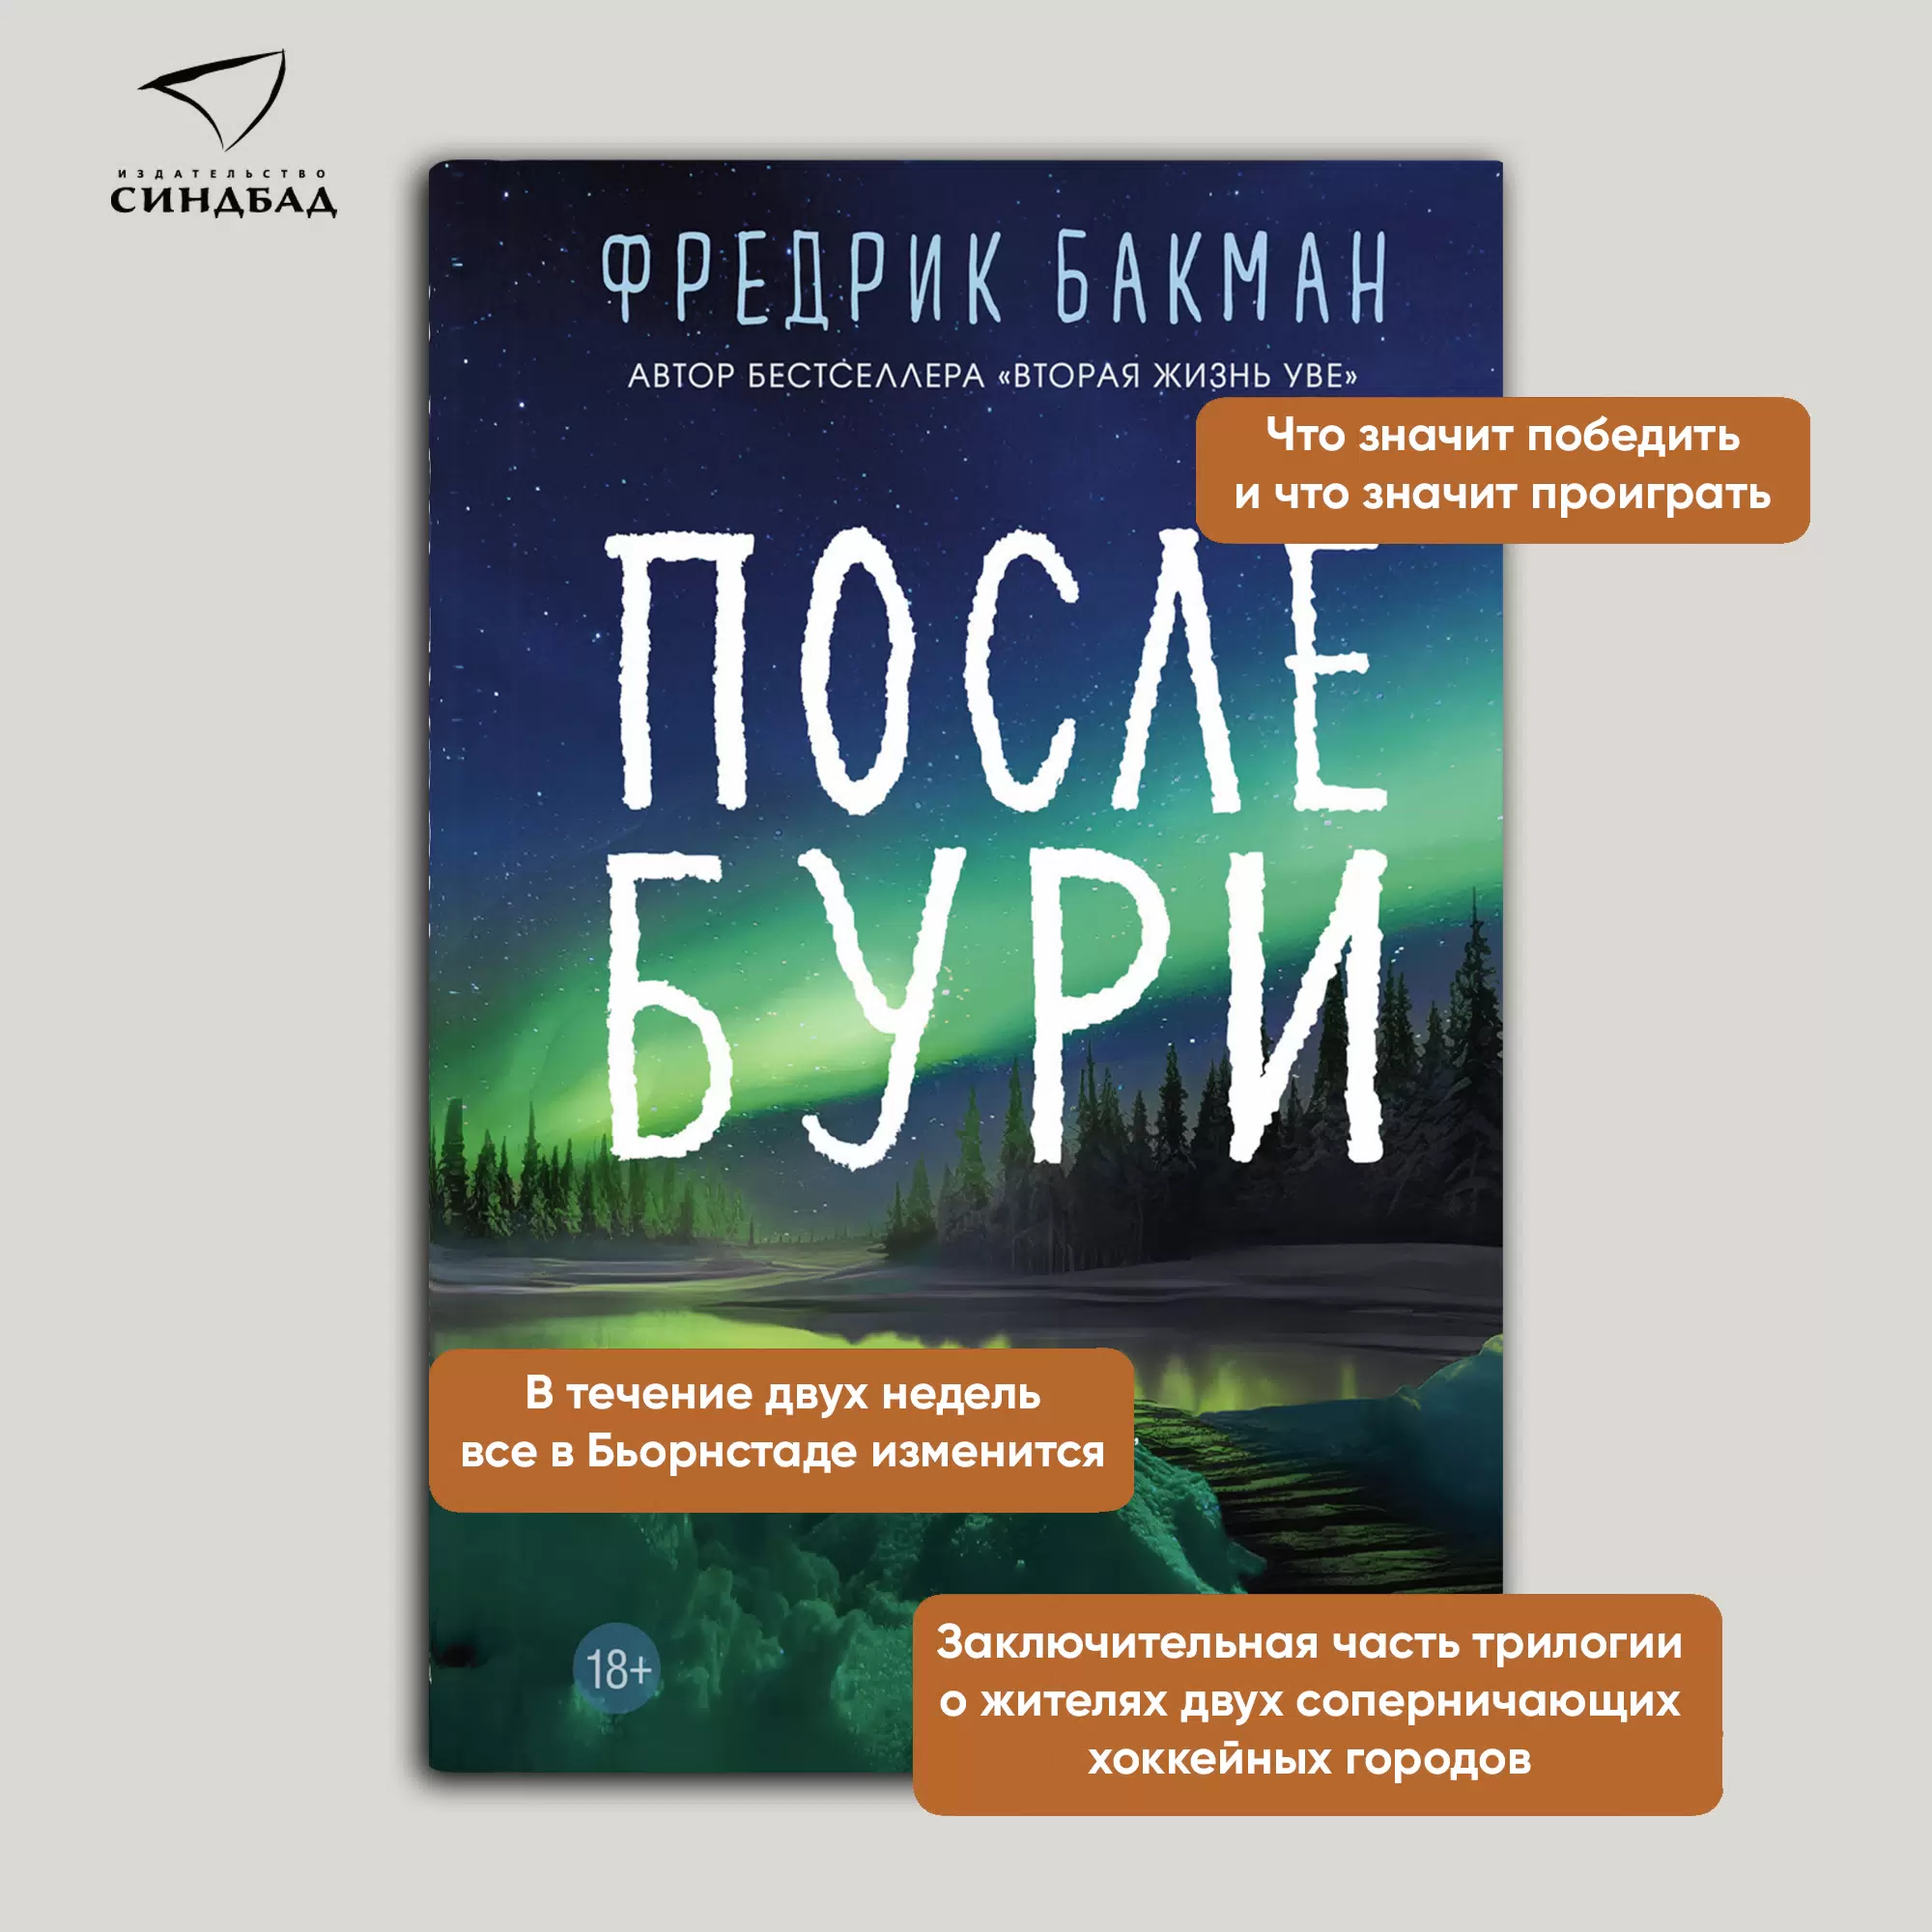 ИЗДАТЕЛЬСТВО
СИНДБАД
ФРЕДРИК БАКМАН
АВТОР БЕСТСЕЛЛЕРА «ВТОРАЯ ЖИЗНЬ УВЕ»
Что значит победить
и что значит проиграть
ПОСЛЕ
БУРИ
В течение двух недель
все в Бьорнстаде изменится
18+
Заключительная часть трилогии
о жителях двух соперничающих
хоккейных городов